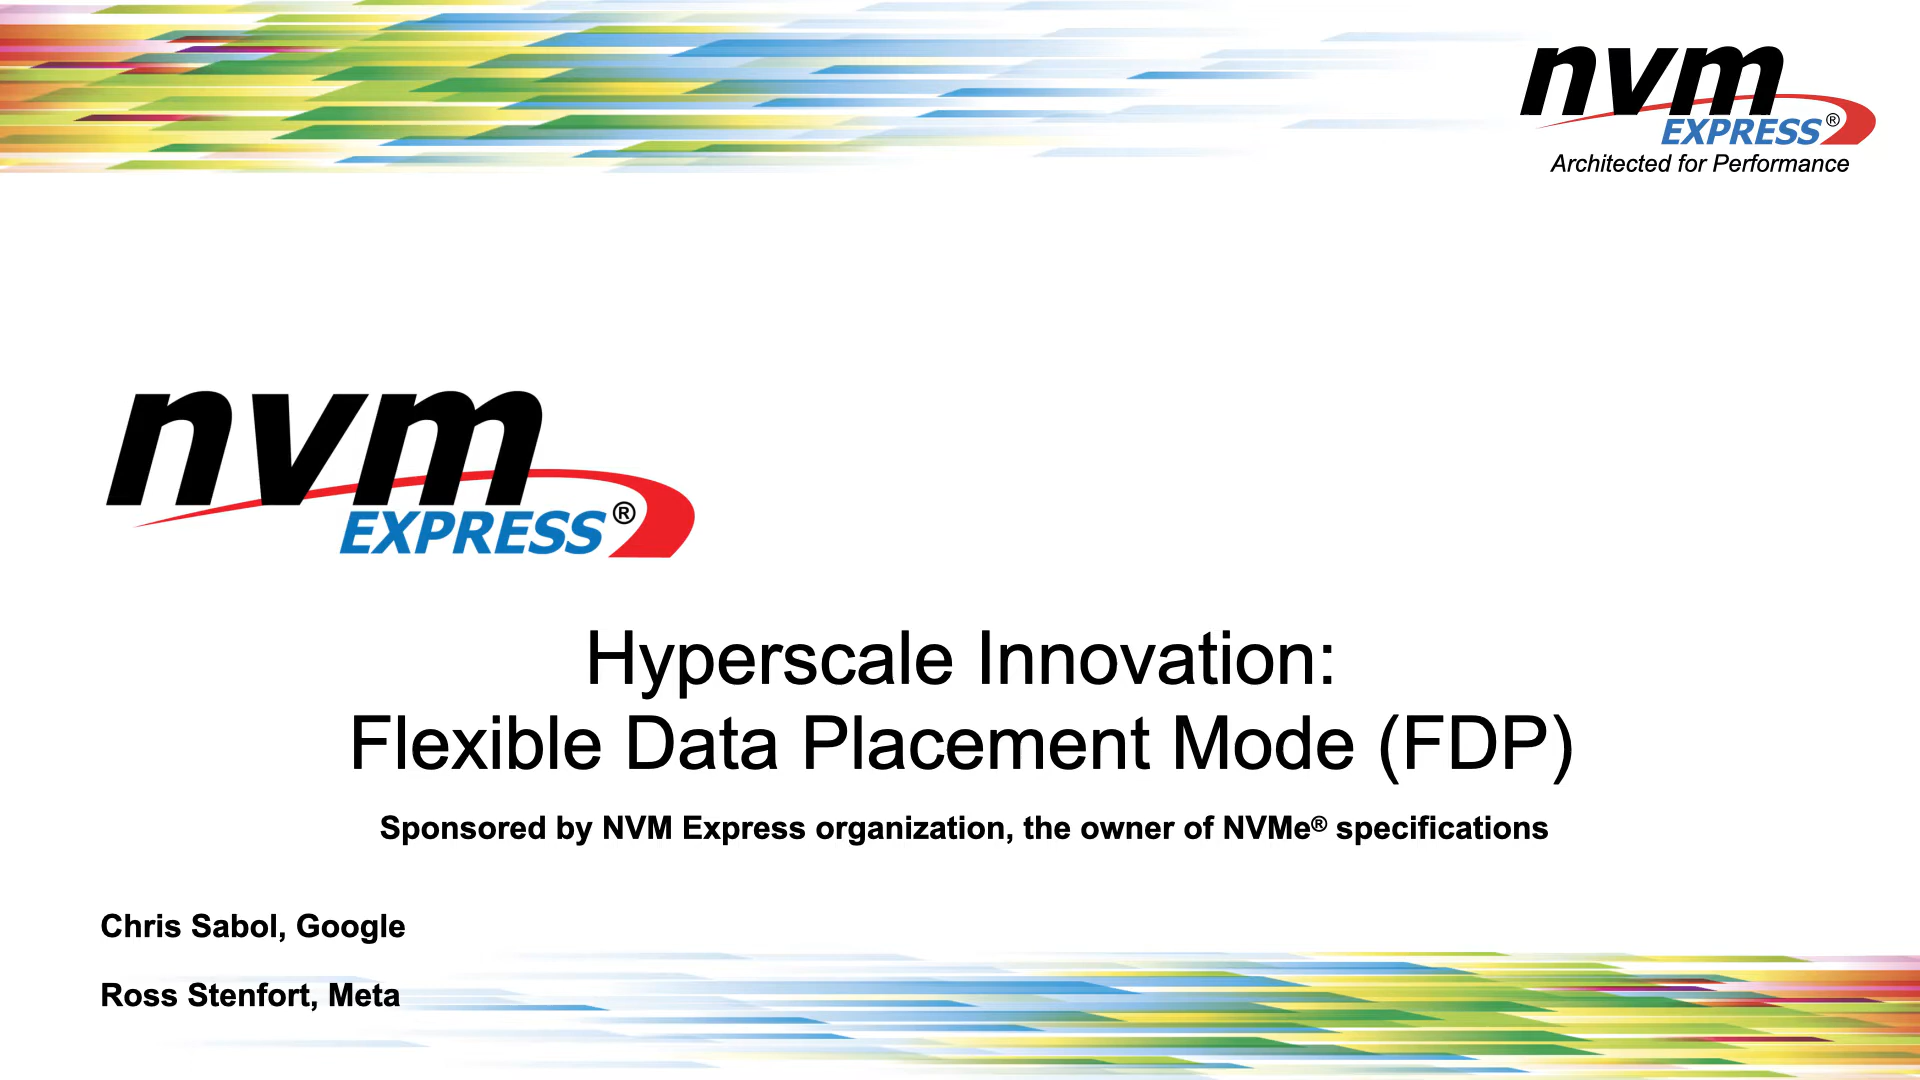 nvm
EXPRESS®
Architected for Performance
nvm
EXPRESS®
Hyperscale Innovation:
Flexible Data Placement Mode (FDP)
Sponsored by NVM Express organization, the owner of NVMe® specifications
Chris Sabol, Google
Ross Stenfort, Meta